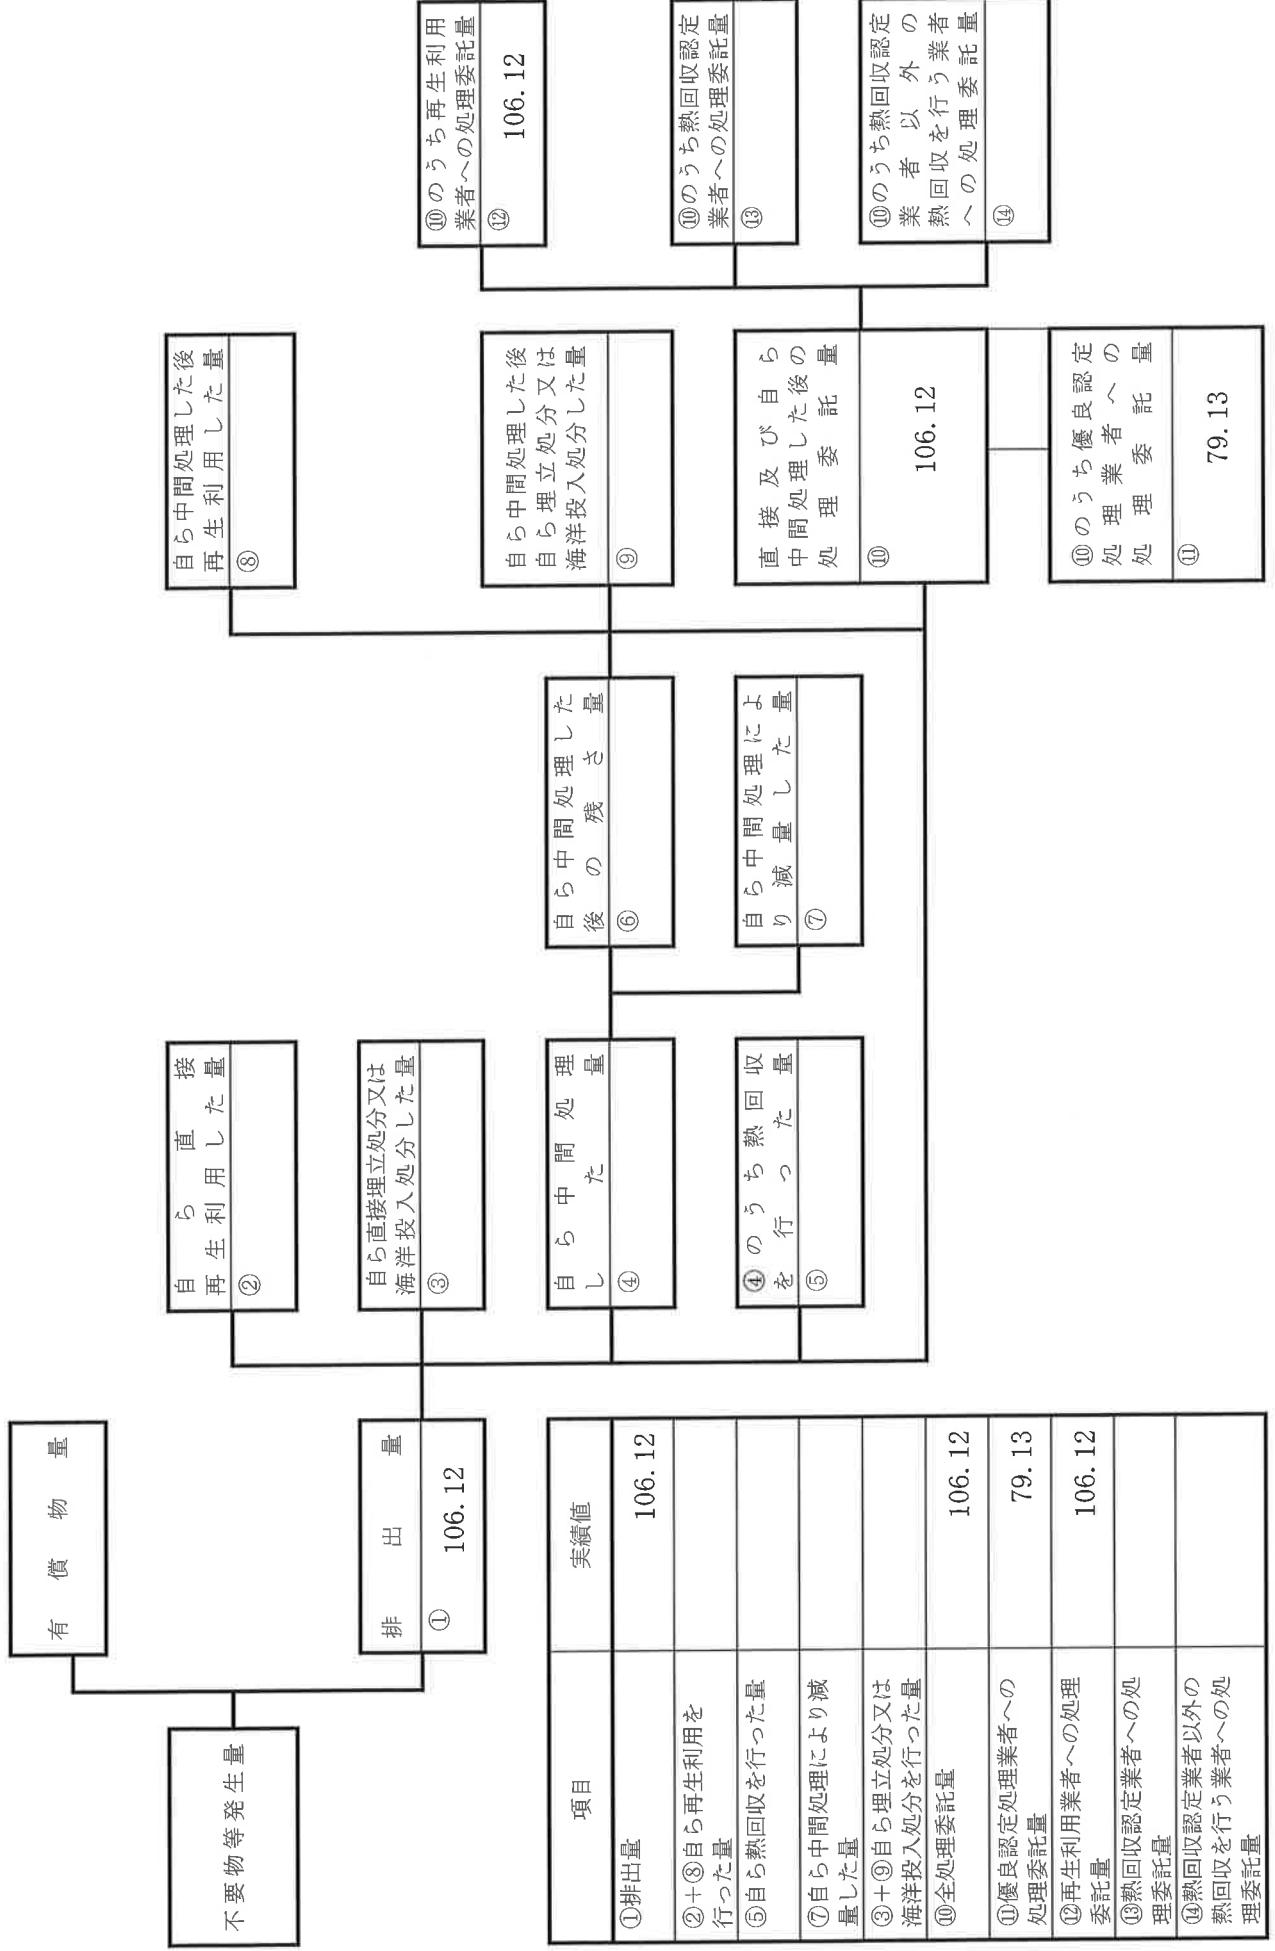 不要物等発生量
有償物量
排出量
① 106.12
自ら直接
再生利用した量
②
自ら直接埋立処分又は
海洋投入処分した量
③
自ら中間処理
した量
④
④のうち熱回収
を行った量
⑤
自ら中間処理した
後の残さ量
⑥
自ら中間処理によ
り減量した量
⑦
自ら中間処理した後
再生利用した量
⑧
自ら中間処理した後
自ら埋立処分又は
海洋投入処分した量
⑨
直接及び自ら
中間処理した後の
処理委託量
⑩ 106.12
⑩のうち優良認定
処理業者への
処理委託量
⑪ 79.13
⑩のうち再生利用
業者への処理委託量
⑫ 106.12
⑩のうち熱回収認定
業者への処理委託量
⑬
⑩のうち熱回収認定
業者以外の
熱回収を行う業者
への処理委託量
⑭
項目 実績値
①排出量 106.12
②+⑧自ら再生利用を
行った量
⑤自ら熱回収を行った量
⑦自ら中間処理により減
量した量
③+⑨自ら埋立処分又は
海洋投入処分を行った量
⑩全処理委託量 106.12
⑪優良認定処理業者への
処理委託量 79.13
⑫再生利用業者への処理
委託量 106.12
⑬熱回収認定業者への処
理委託量
⑭熱回収認定業者以外の
熱回収を行う業者への処
理委託量